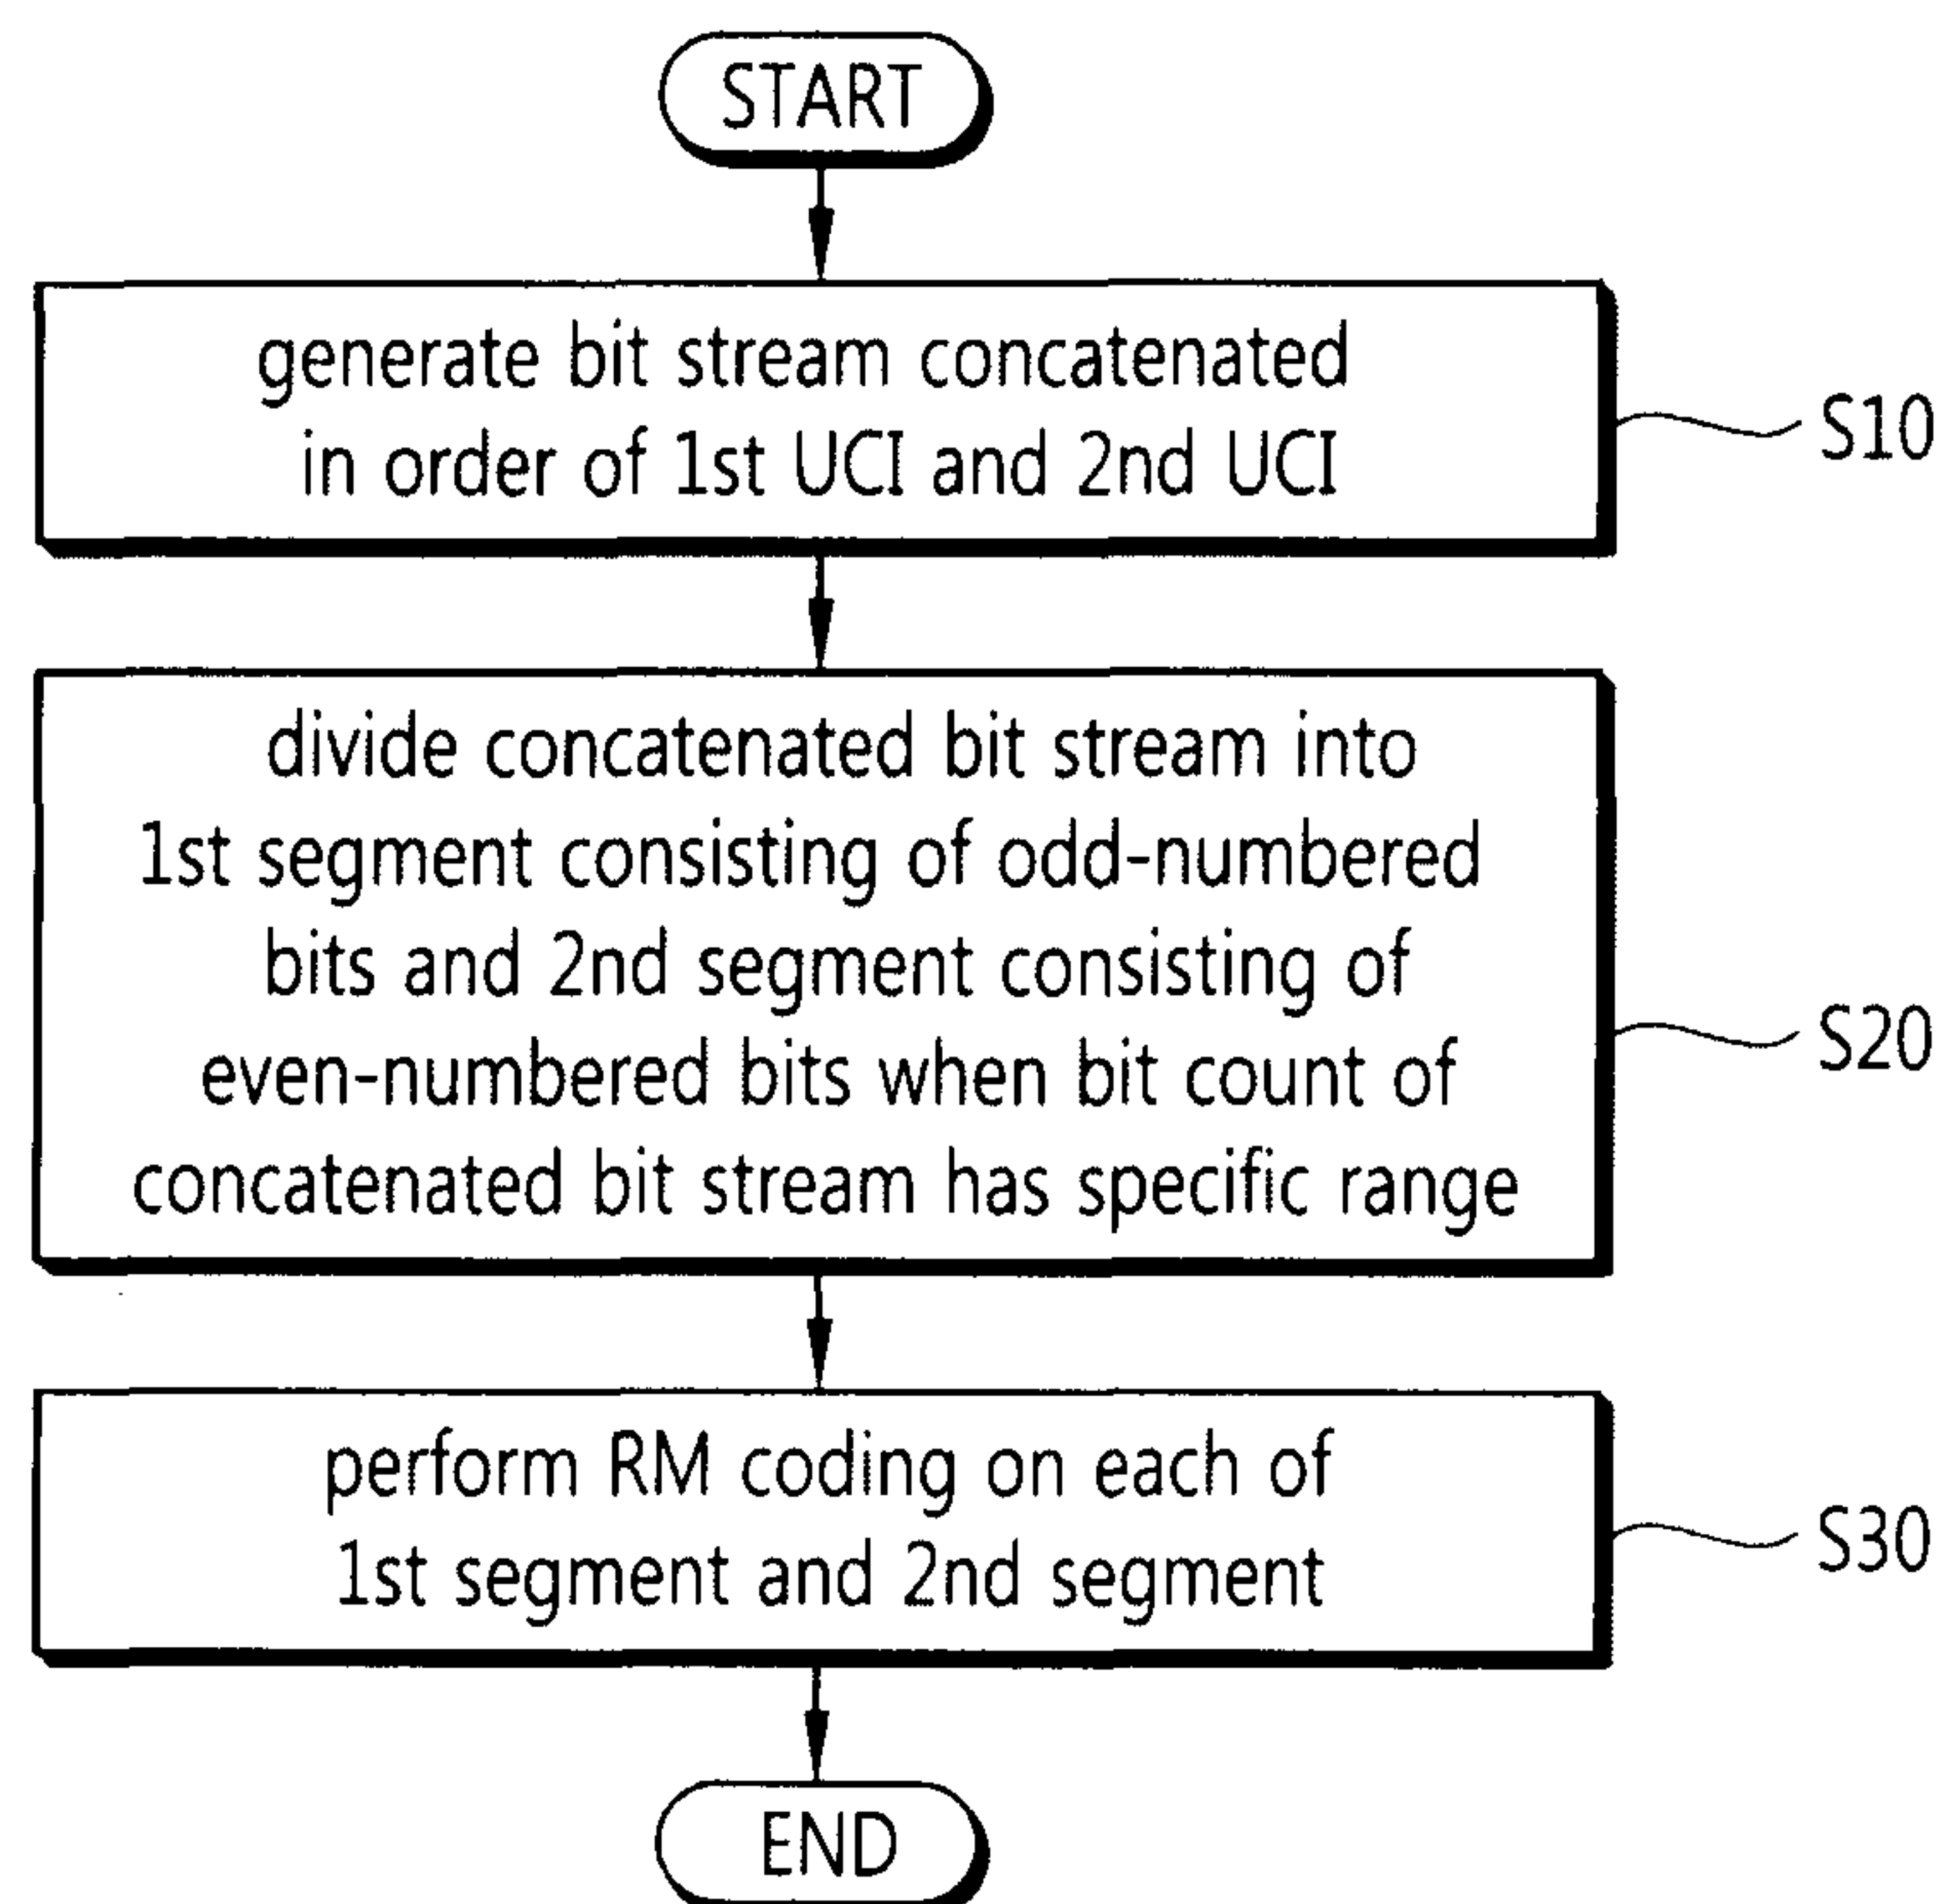 START
generate bit stream concatenated
in order of 1st UCI and 2nd UCI
S10
divide concatenated bit stream into
1st segment consisting of odd-numbered
bits and 2nd segment consisting of
even-numbered bits when bit count of
concatenated bit stream has specific range
S20
perform RM coding on each of
1st segment and 2nd segment
S30
END